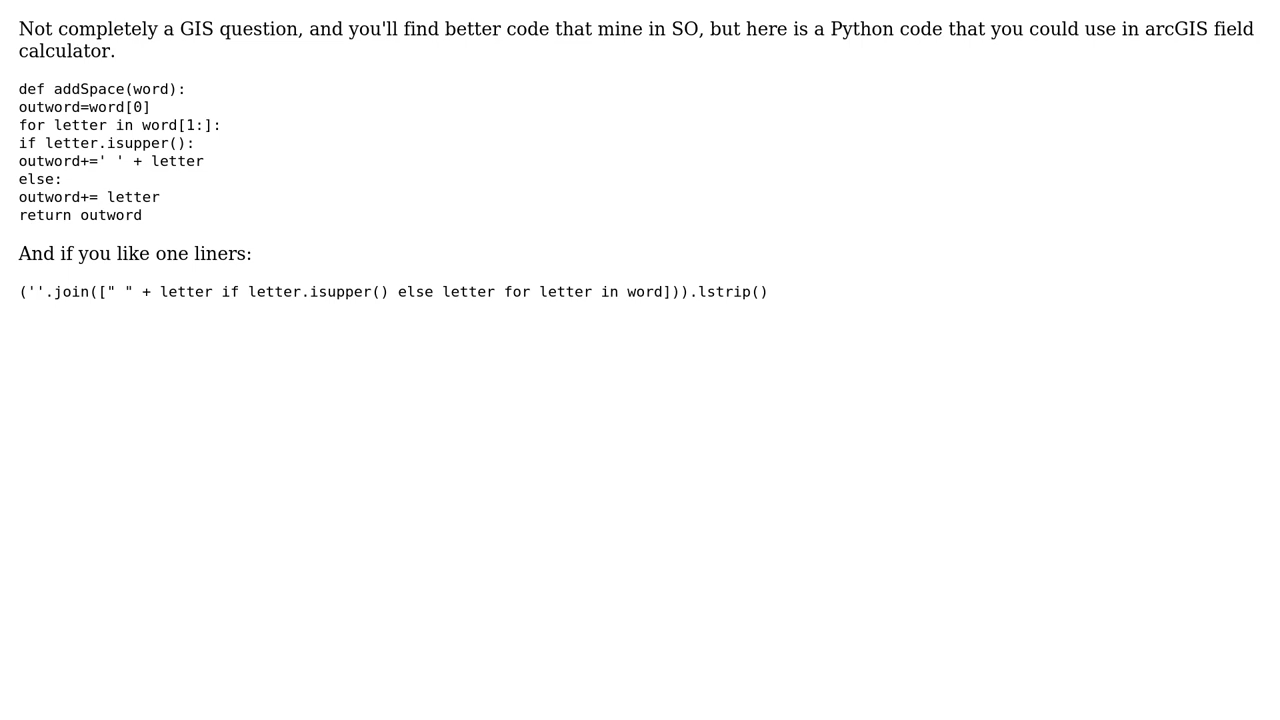 Not completely a GIS question, and you'll find better code that mine in SO, but here is a Python code that you could use in arcGIS field
calculator.
def addSpace(word):
outword=word[0]
for letter in word[1:]:
if letter.isupper():
outword+=' ' + letter
else:
outword+= letter
return outword
And if you like one liners:
(''.join([" " + letter if letter.isupper() else letter for letter in word])).lstrip()